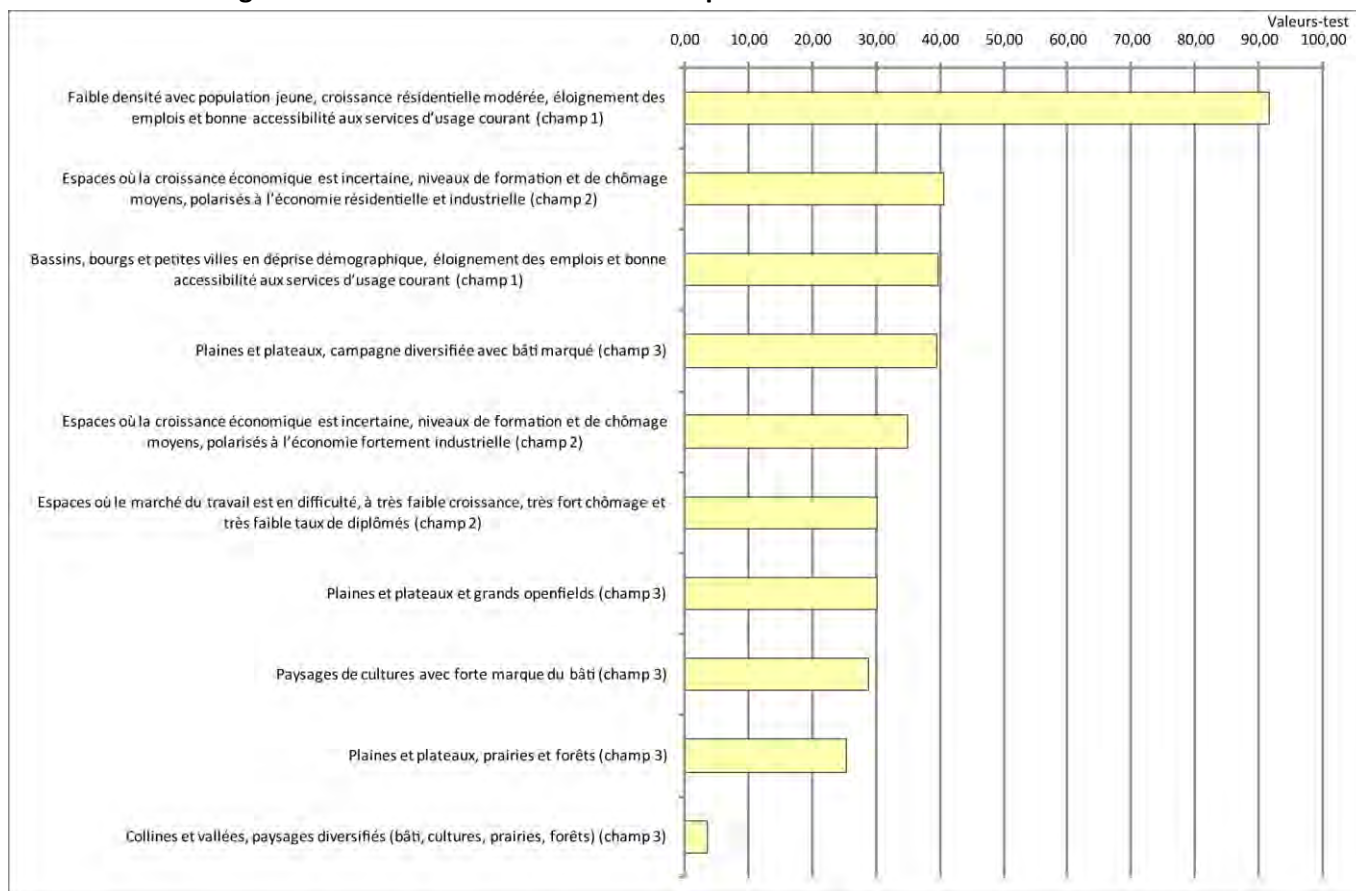 Valeurs-test
0,00 10,00 20,00 30,00 40,00 50,00 60,00 70,00 80,00 90,00 100,00
Faible densité avec population jeune, croissance résidentielle modérée, éloignement des
emplois et bonne accessibilité aux services d'usage courant (champ 1)
Espaces où la croissance économique est incertaine, niveaux de formation et de chômage
moyens, polarisés à l'économie résidentielle et industrielle (champ 2)
Bassins, bourgs et petites villes en déprise démographique, éloignement des emplois et bonne
accessibilité aux services d'usage courant (champ 1)
Plaines et plateaux, campagne diversifiée avec bâti marqué (champ 3)
Espaces où la croissance économique est incertaine, niveaux de formation et de chômage
moyens, polarisés à l'économie fortement industrielle (champ 2)
Espaces où le marché du travail est en difficulté, à très faible croissance, très fort chômage et
très faible taux de diplômés (champ 2)
Plaines et plateaux et grands openfields (champ 3)
Paysages de cultures avec forte marque du bâti (champ 3)
Plaines et plateaux, prairies et forêts (champ 3)
Collines et vallées, paysages diversifiés (bâti, cultures, prairies, forêts) (champ 3)